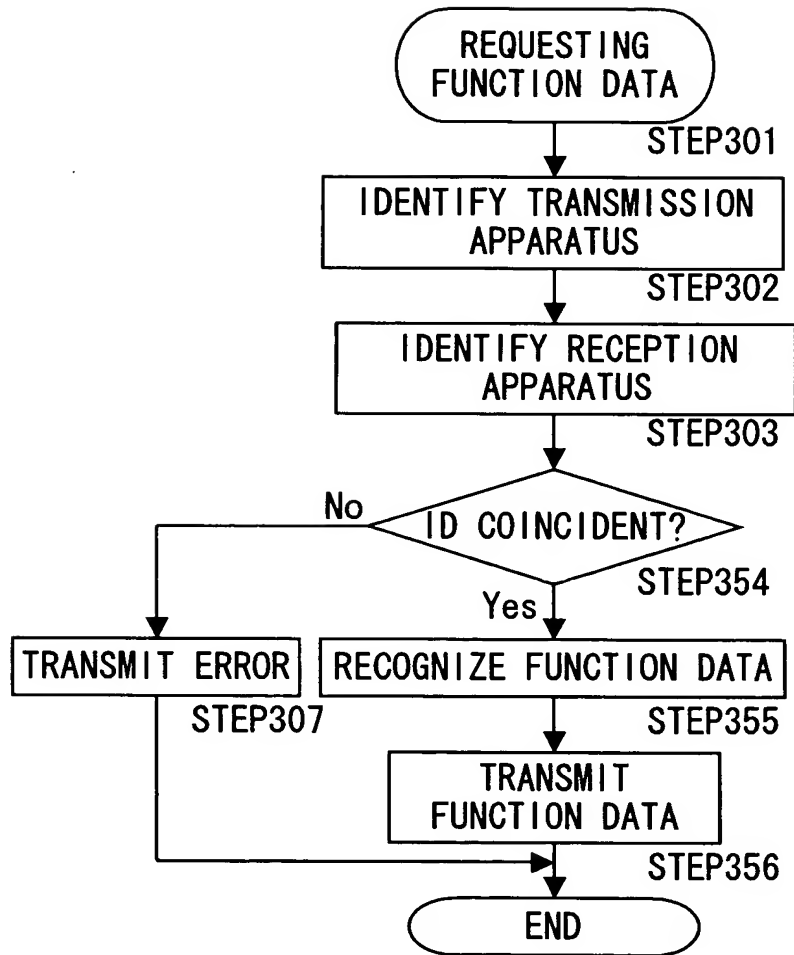 REQUESTING
FUNCTION DATA
STEP301
IDENTIFY TRANSMISSION
APPARATUS
STEP302
IDENTIFY RECEPTION
APPARATUS
STEP303
No
ID COINCIDENT?
STEP354
Yes
TRANSMIT ERROR
STEP307
RECOGNIZE FUNCTION DATA
STEP355
TRANSMIT
FUNCTION DATA
STEP356
END